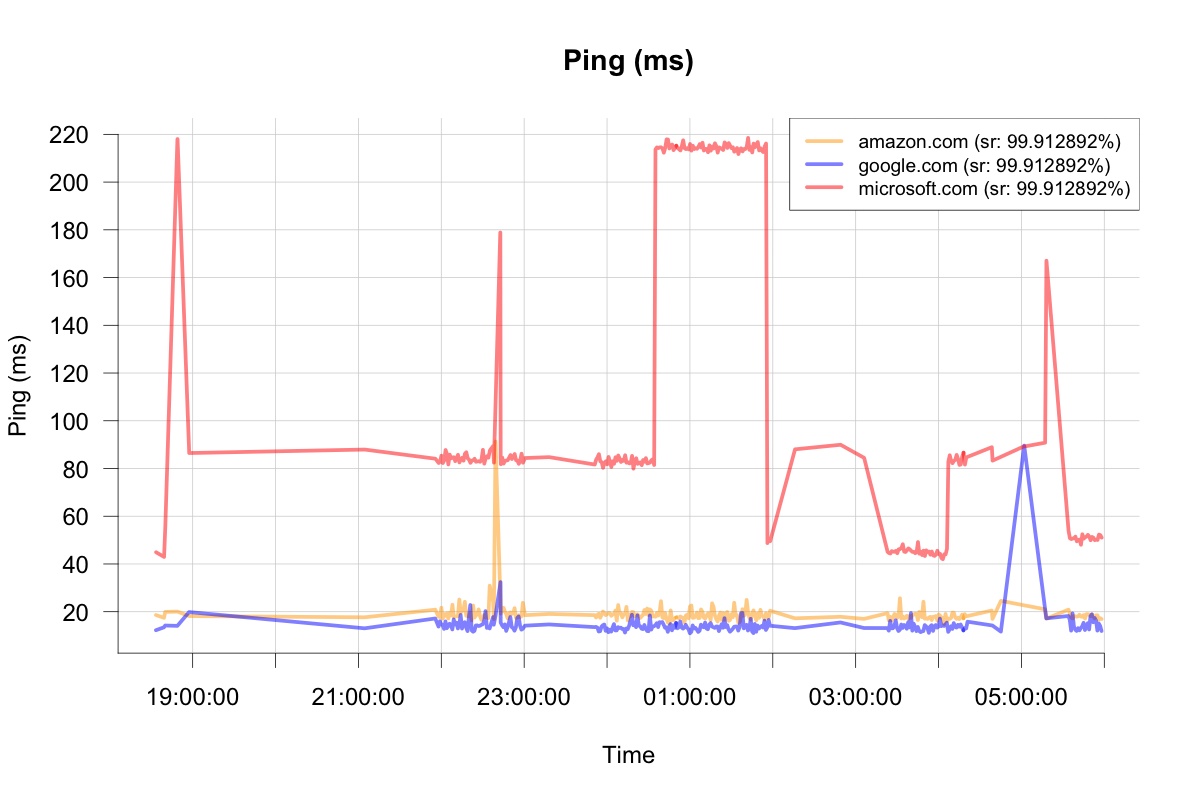 Ping (ms)
amazon.com (sr: 99.912892%)
google.com (sr: 99.912892%)
microsoft.com (sr: 99.912892%)
Ping (ms)
220
200
180
160
140
120
100
80
60
40
20
19:00:00
21:00:00
23:00:00
01:00:00
03:00:00
05:00:00
Time